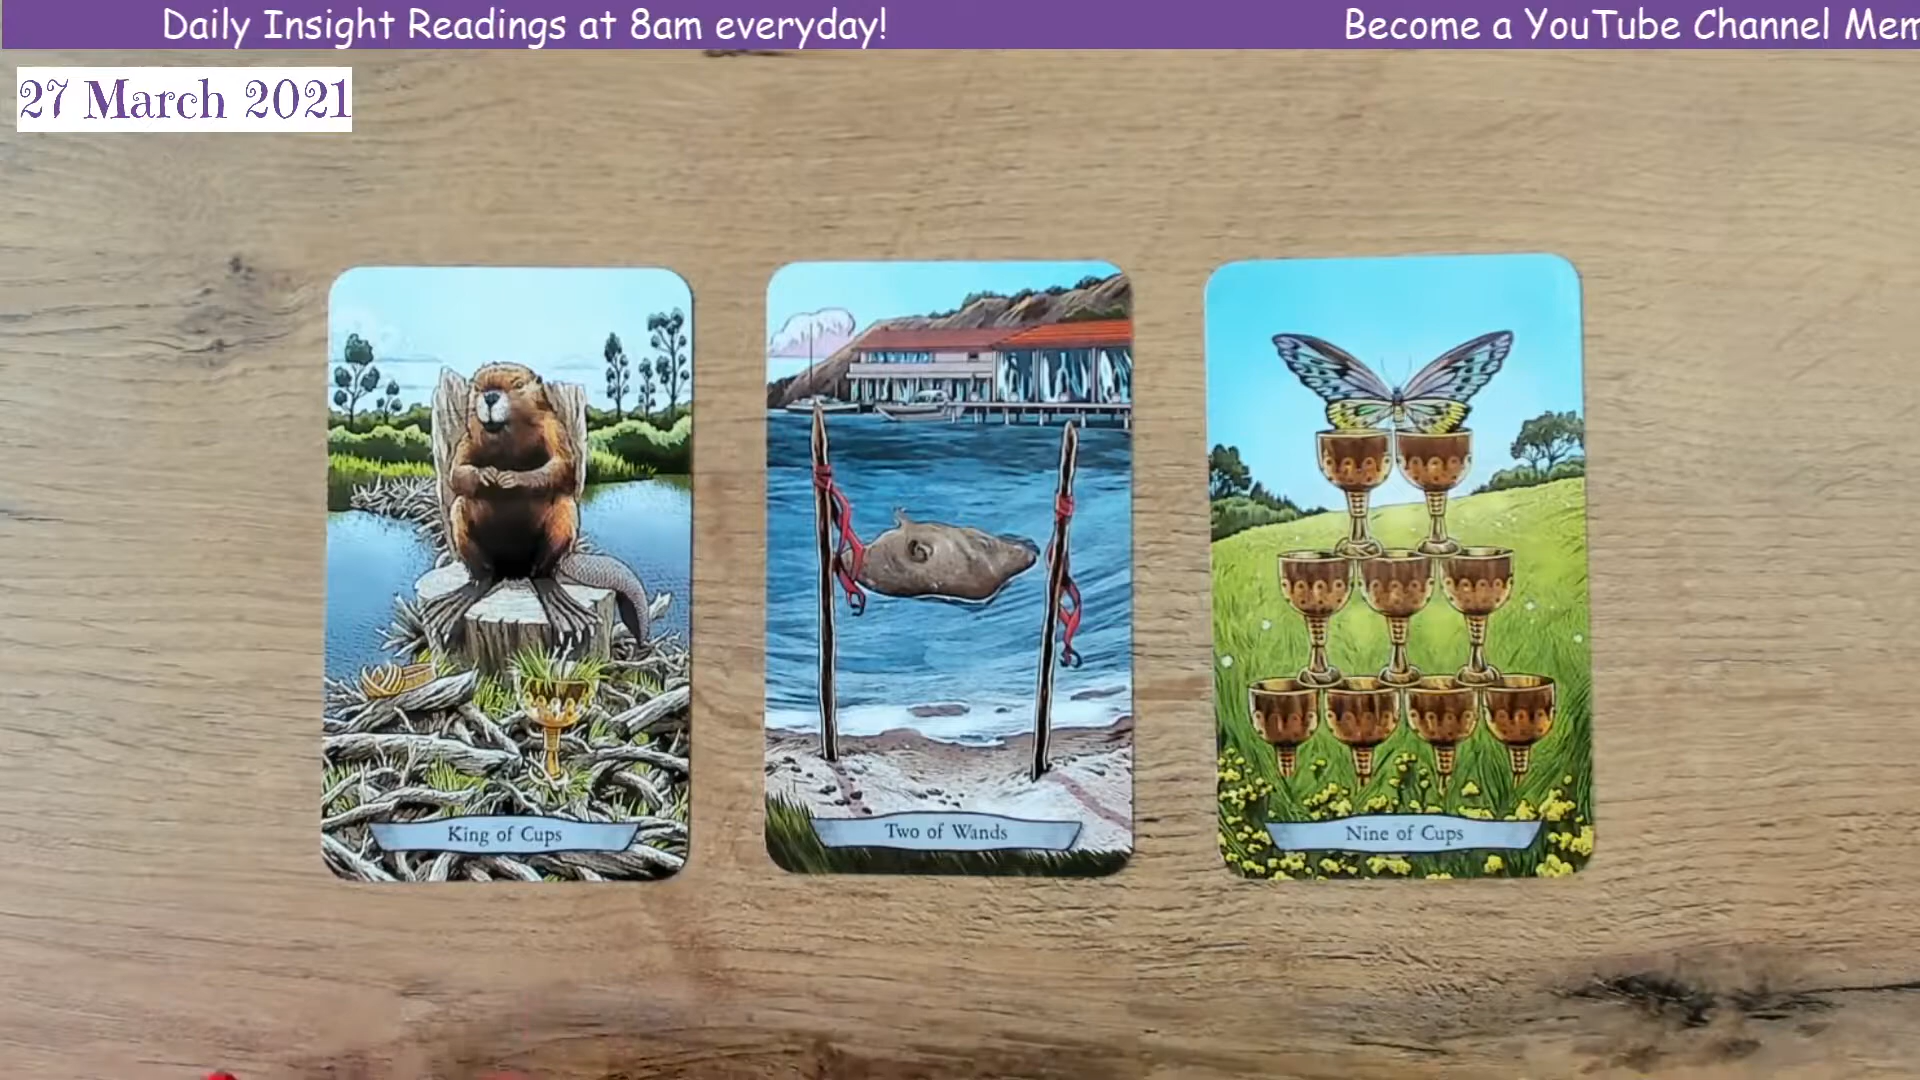 Daily Insight Readings at 8am everyday!
Become a YouTube Channel Mem
27 March 2021
King of Cups
Two of Wands
Nine of Cups